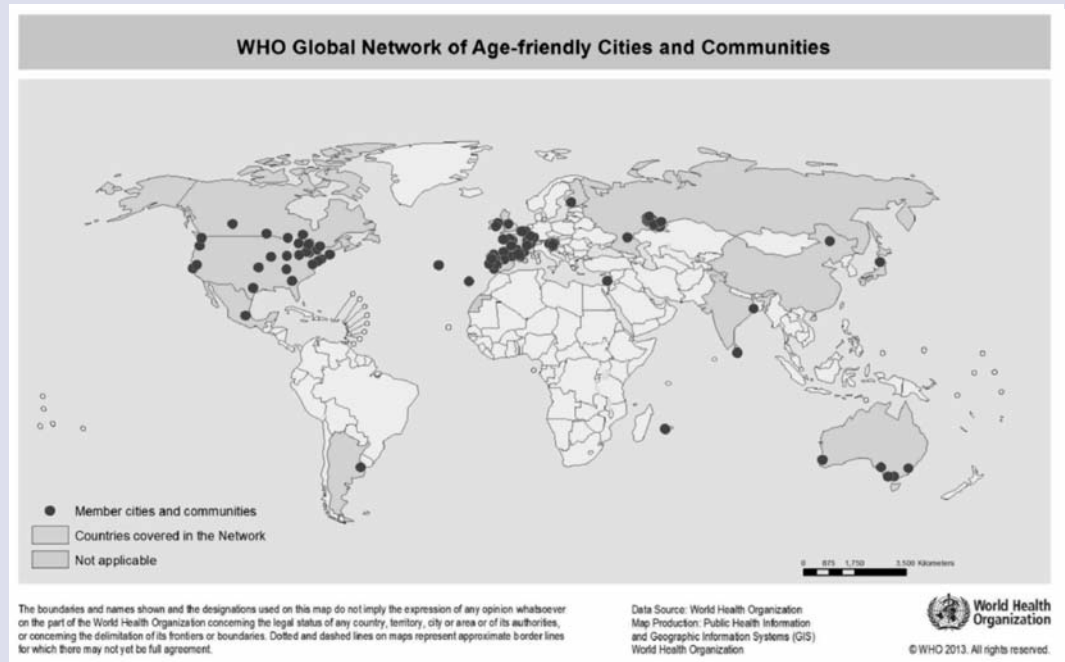 WHO Global Network of Age-friendly Cities and Communities
Member cities and communities
Countries covered in the Network
Not applicable
0 875 1,750 3,500 Kilometers
The boundaries and names shown and the designations used on this map do not imply the expression of any opinion whatsoever
on the part of the World Health Organization concerning the legal status of any country, territory, city or area or of its authorities,
or concerning the delimitation of its frontiers or boundaries. Dotted and dashed lines on maps represent approximate border lines
for which there may not yet be full agreement.
Data Source: World Health Organization
Map Production: Public Health Information
and Geographic Information Systems (GIS)
World Health Organization
World Health
Organization
© WHO 2013. All rights reserved.